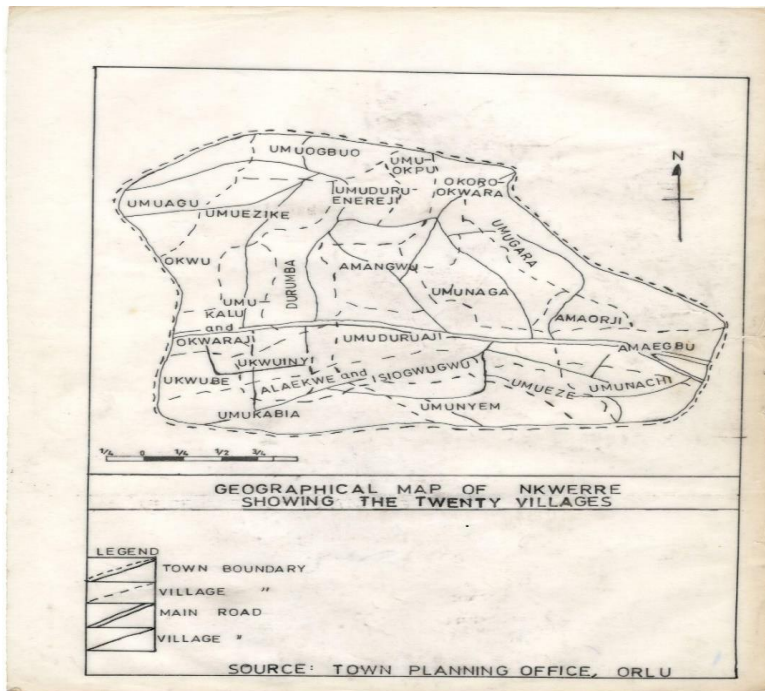 UMUOGBUO
UMU-
OKPU
UMUDURU-
ENEREJI
OKORO-
OKWARA
N
UMUAGU
UMUEZIKE
OKWU
DURUMBA
AMANGWU
UMUGARA
UMUNAGA
UMU-
KALU
and
OKWARAJI
AMAORJI
UMUDURUAJI
AMAEGBU
UKWUINYI
UKWUBE
ALAEKWE and ISIOGWUGWU
UMUEZE
UMUNACHI
UMUKABIA
UMUNYEM
1/4 0 1/4 1/2 3/4
GEOGRAPHICAL MAP OF NKWERRE
SHOWING THE TWENTY VILLAGES
LEGEND
TOWN BOUNDARY
VILLAGE "
MAIN ROAD
VILLAGE "
SOURCE: TOWN PLANNING OFFICE, ORLU